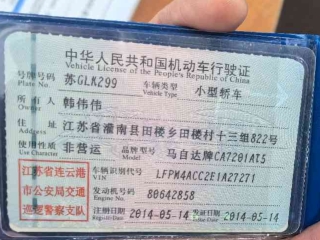 中华人民共和国机动车行驶证
Vehicle License of the People's Republic of China
号牌号码 苏GLK299 车辆类型 小型轿车
Plate No. Vehicle Type
所有人 韩伟伟
Owner
住址 江苏省灌南县田楼乡田楼村十三组822号
Address
使用性质 非营运 品牌型号 马自达牌CA7201AT5
Use Character Model
江苏省连云港 车辆识别代号 LFPM4ACC2E1A27271
VIN
市公安局交通 发动机号码 80642858
Engine No.
巡逻警察支队 注册日期 2014-05-14 发证日期 2014-05-14
Register Date Issue Date